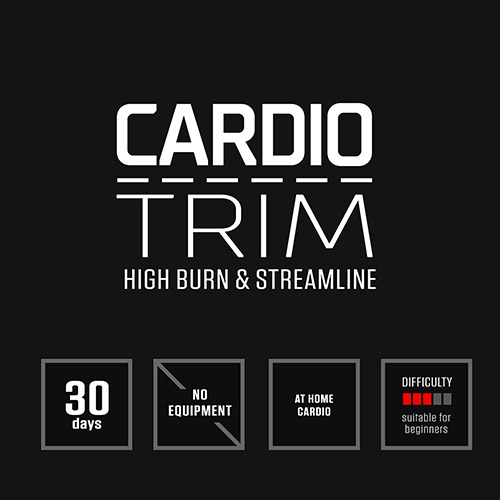 CARDIO
TRIM
HIGH BURN & STREAMLINE
30
days
NO
EQUIPMENT
AT HOME
CARDIO
DIFFICULTY
suitable for
beginners